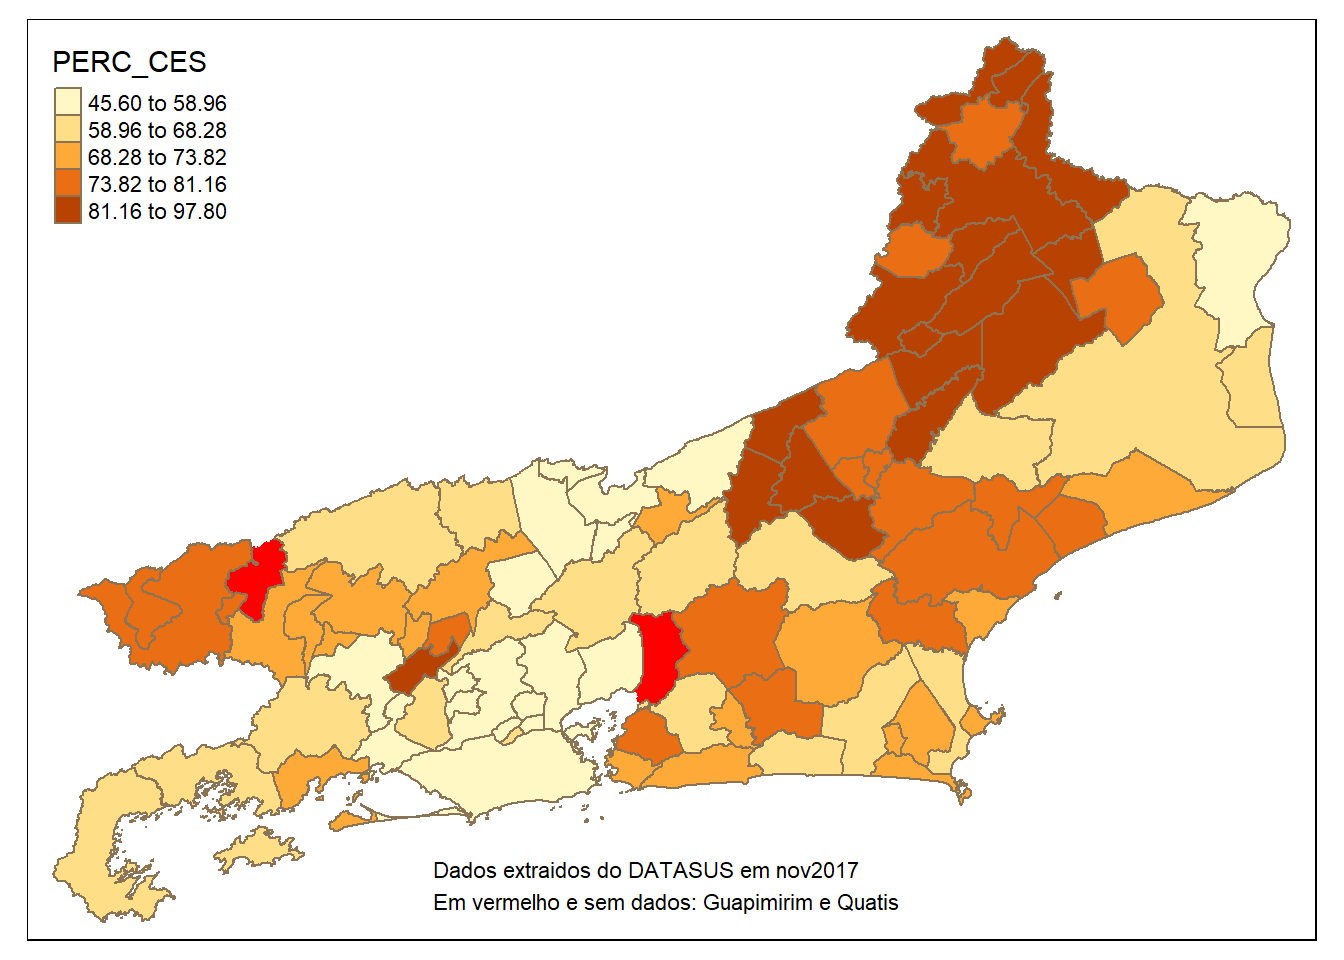 PERC_CES
45.60 to 58.96
58.96 to 68.28
68.28 to 73.82
73.82 to 81.16
81.16 to 97.80
Dados extraidos do DATASUS em nov2017
Em vermelho e sem dados: Guapimirim e Quatis